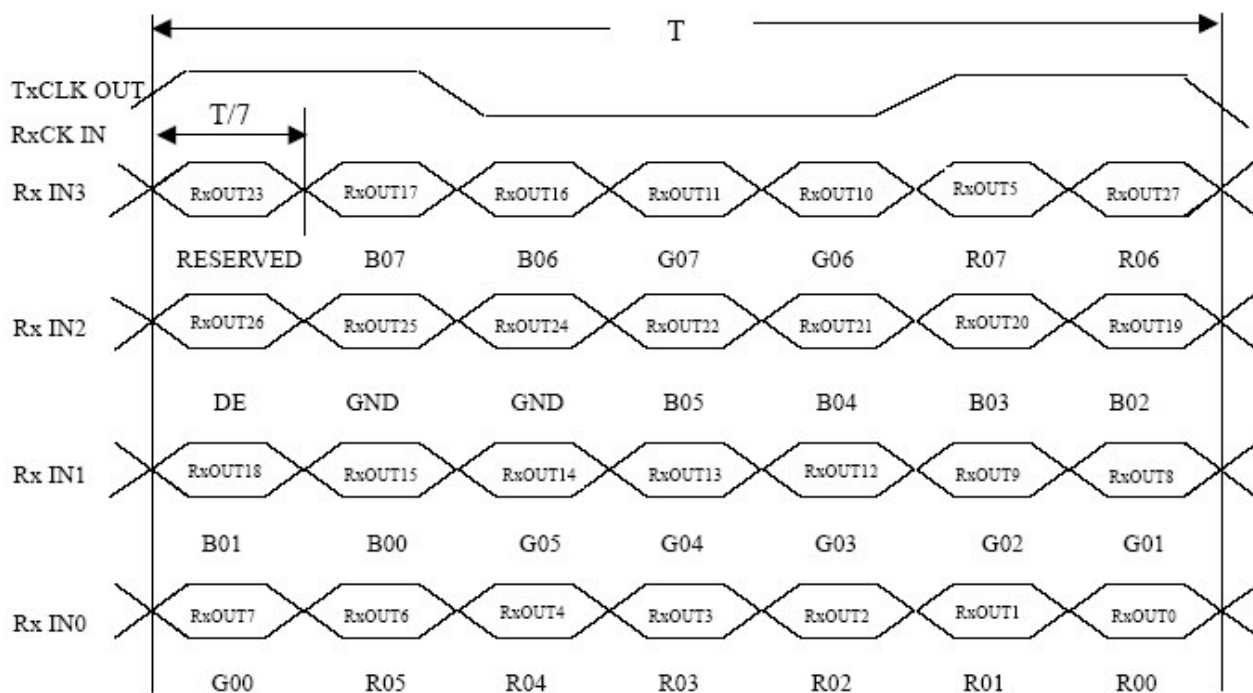 T
TxCLK OUT
T/7
RxCK IN
Rx IN3 RxOUT23 RxOUT17 RxOUT16 RxOUT11 RxOUT10 RxOUT5 RxOUT27
RESERVED B07 B06 G07 G06 R07 R06
Rx IN2 RxOUT26 RxOUT25 RxOUT24 RxOUT22 RxOUT21 RxOUT20 RxOUT19
DE GND GND B05 B04 B03 B02
Rx IN1 RxOUT18 RxOUT15 RxOUT14 RxOUT13 RxOUT12 RxOUT9 RxOUT8
B01 B00 G05 G04 G03 G02 G01
Rx IN0 RxOUT7 RxOUT6 RxOUT4 RxOUT3 RxOUT2 RxOUT1 RxOUT0
G00 R05 R04 R03 R02 R01 R00